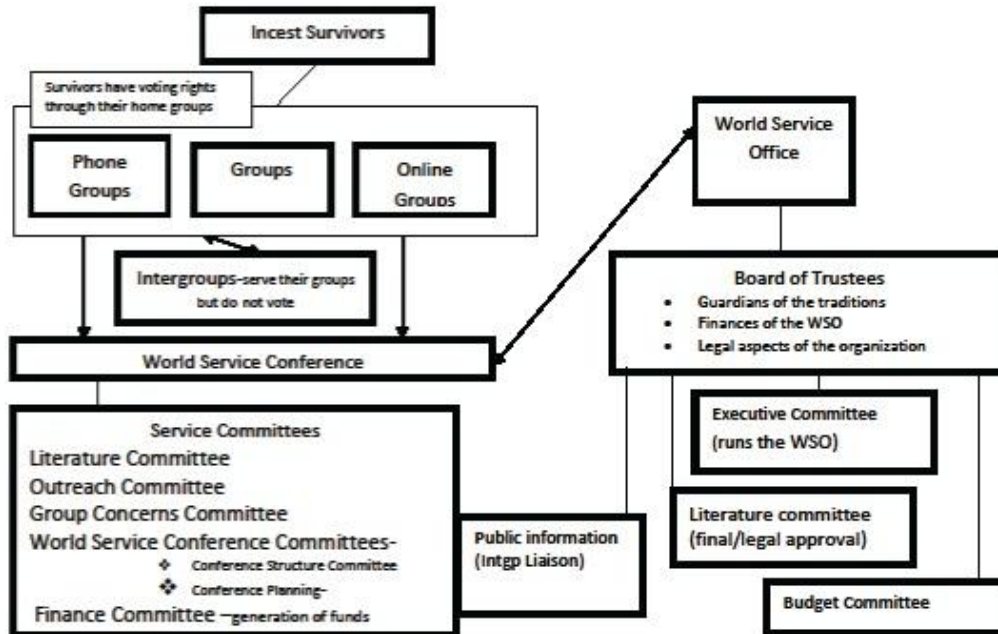 Incest Survivors
Survivors have voting rights
through their home groups
Phone
Groups
Groups
Online
Groups
Intergroups-serve their groups
but do not vote
World Service Conference
Service Committees
Literature Committee
Outreach Committee
Group Concerns Committee
World Service Conference Committees-
❖ Conference Structure Committee
❖ Conference Planning–
Finance Committee –generation of funds
World Service
Office
Board of Trustees
• Guardians of the traditions
• Finances of the WSO
• Legal aspects of the organization
Executive Committee
(runs the WSO)
Literature committee
(final/legal approval)
Public information
(Intgp Liaison)
Budget Committee